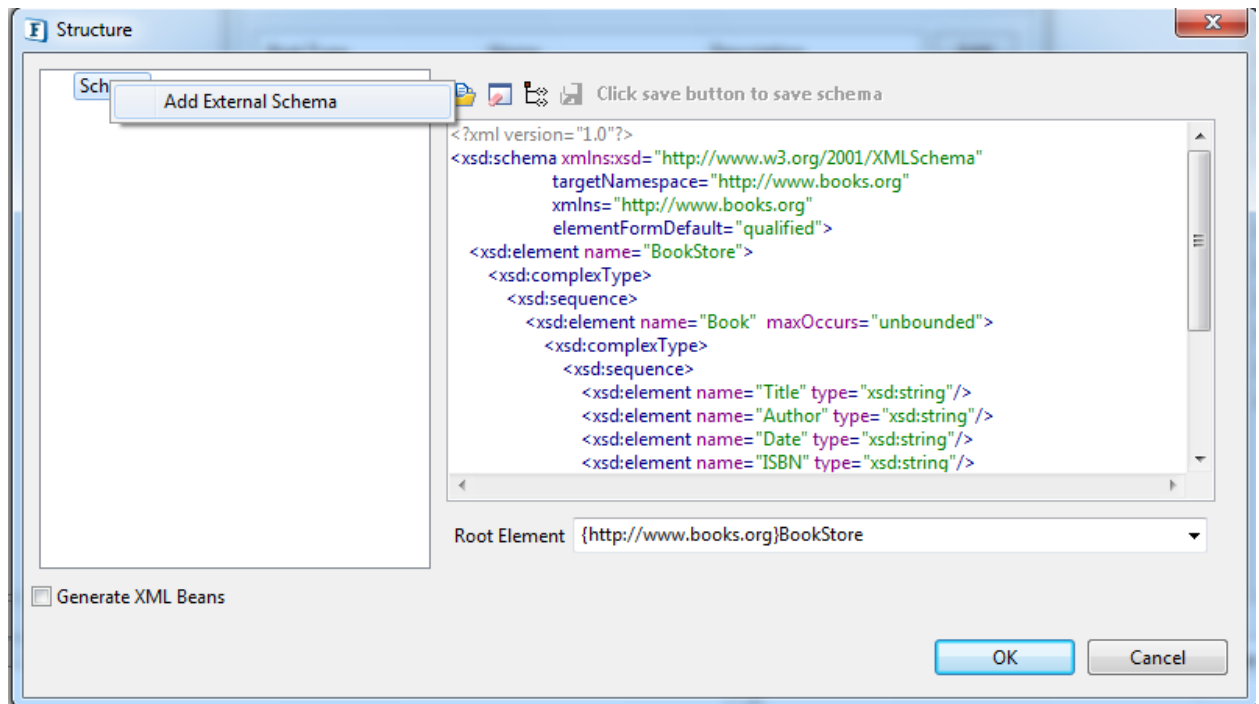 Structure
Sch
Add External Schema
Click save button to save schema
<?xml version="1.0"?>
<xsd:schema xmlns:xsd="http://www.w3.org/2001/XMLSchema"
targetNamespace="http://www.books.org"
xmlns="http://www.books.org"
elementFormDefault="qualified">
<xsd:element name="BookStore">
<xsd:complexType>
<xsd:sequence>
<xsd:element name="Book" maxOccurs="unbounded">
<xsd:complexType>
<xsd:sequence>
<xsd:element name="Title" type="xsd:string"/>
<xsd:element name="Author" type="xsd:string"/>
<xsd:element name="Date" type="xsd:string"/>
<xsd:element name="ISBN" type="xsd:string"/>
Root Element {http://www.books.org}BookStore
Generate XML Beans
OK Cancel